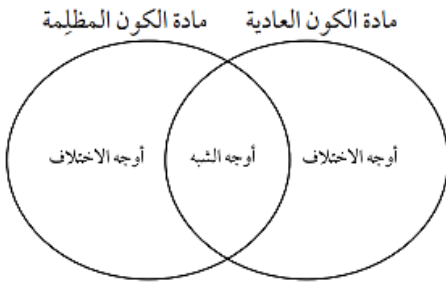 مادة الكون العادية
مادة الكون المظلِمة
أوجه الاختلاف
أوجه الشبه
أوجه الاختلاف